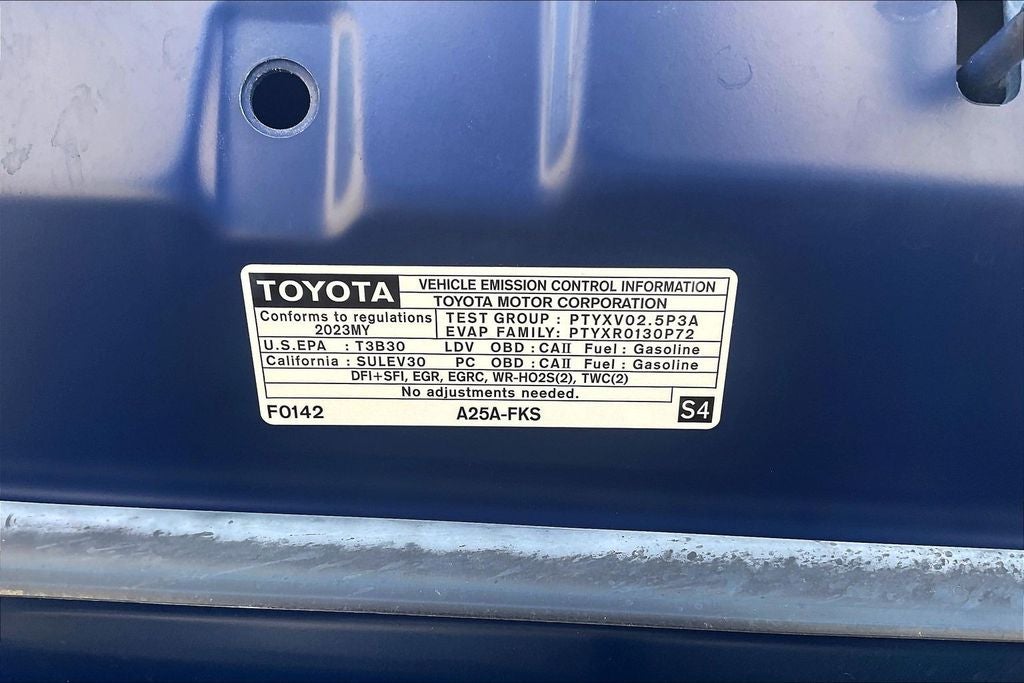 TOYOTA VEHICLE EMISSION CONTROL INFORMATION
TOYOTA MOTOR CORPORATION
Conforms to regulations TEST GROUP : PTYXV02.5P3A
2023MY EVAP FAMILY: PTYXR0130P72
U.S.EPA : T3B30 LDV OBD : CAII Fuel : Gasoline
California : SULEV30 PC OBD : CAII Fuel : Gasoline
DFI+SFI, EGR, EGRC, WR-HO2S(2), TWC(2)
No adjustments needed.
F0142 A25A-FKS S4